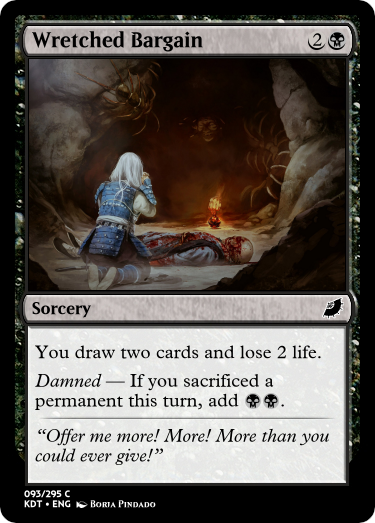 Wretched Bargain 2
Sorcery
You draw two cards and lose 2 life.
Damned — If you sacrificed a
permanent this turn, add .
“Offer me more! More! More than you
could ever give!”
093/295 C
KDT • ENG Borja Pindado